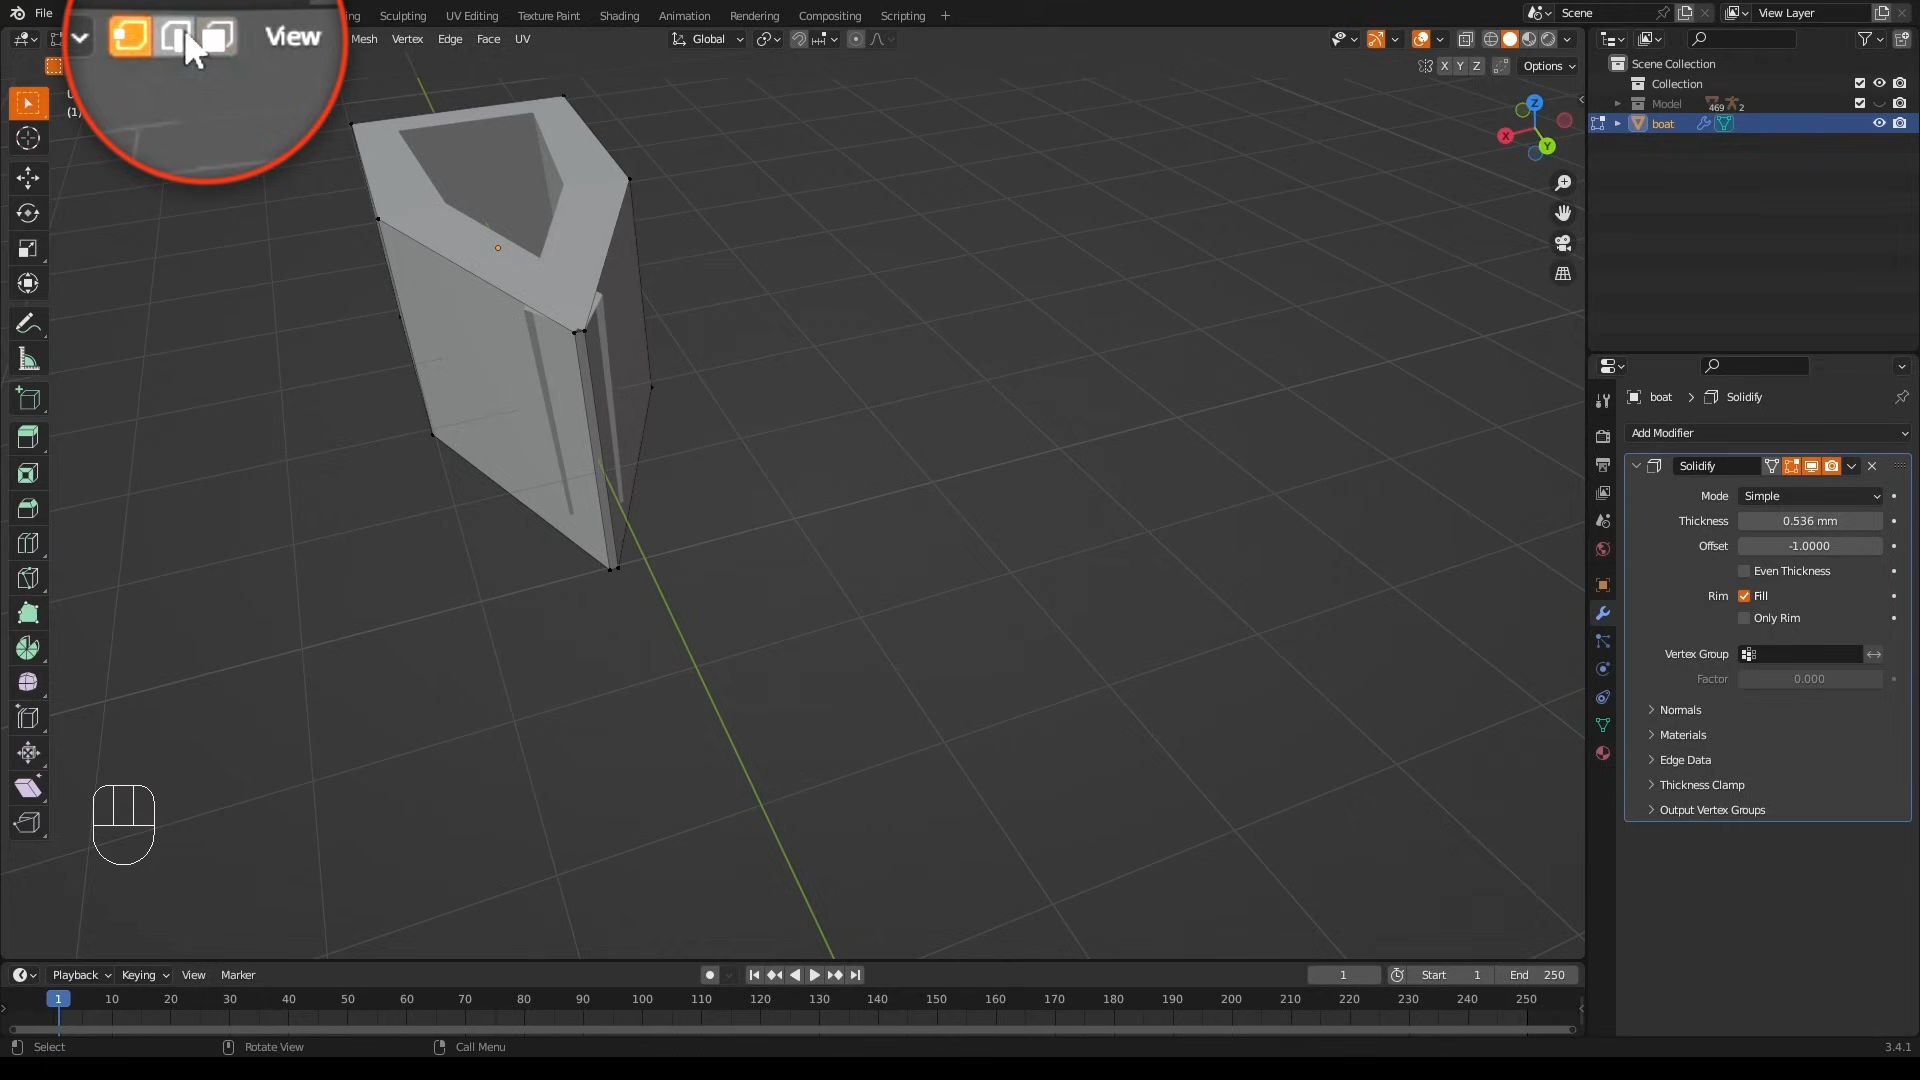 File
Sculpting
UV Editing
Texture Paint
Shading
Animation
Rendering
Compositing
Scripting
+
Scene
View Layer
View
Mesh
Vertex
Edge
Face
UV
Global
X
Y
Z
Options
(1)
Z
X
Y
Scene Collection
Collection
Model
469
2
boat
boat > Solidify
Add Modifier
Solidify
Mode
Simple
Thickness
0.536 mm
Offset
-1.0000
Even Thickness
Rim
Fill
Only Rim
Vertex Group
Factor
0.000
Normals
Materials
Edge Data
Thickness Clamp
Output Vertex Groups
Playback
Keying
View
Marker
1
Start 1
End 250
1 10 20 30 40 50 60 70 80 90 100 110 120 130 140 150 160 170 180 190 200 210 220 230 240 250
Select
Rotate View
Call Menu
3.4.1